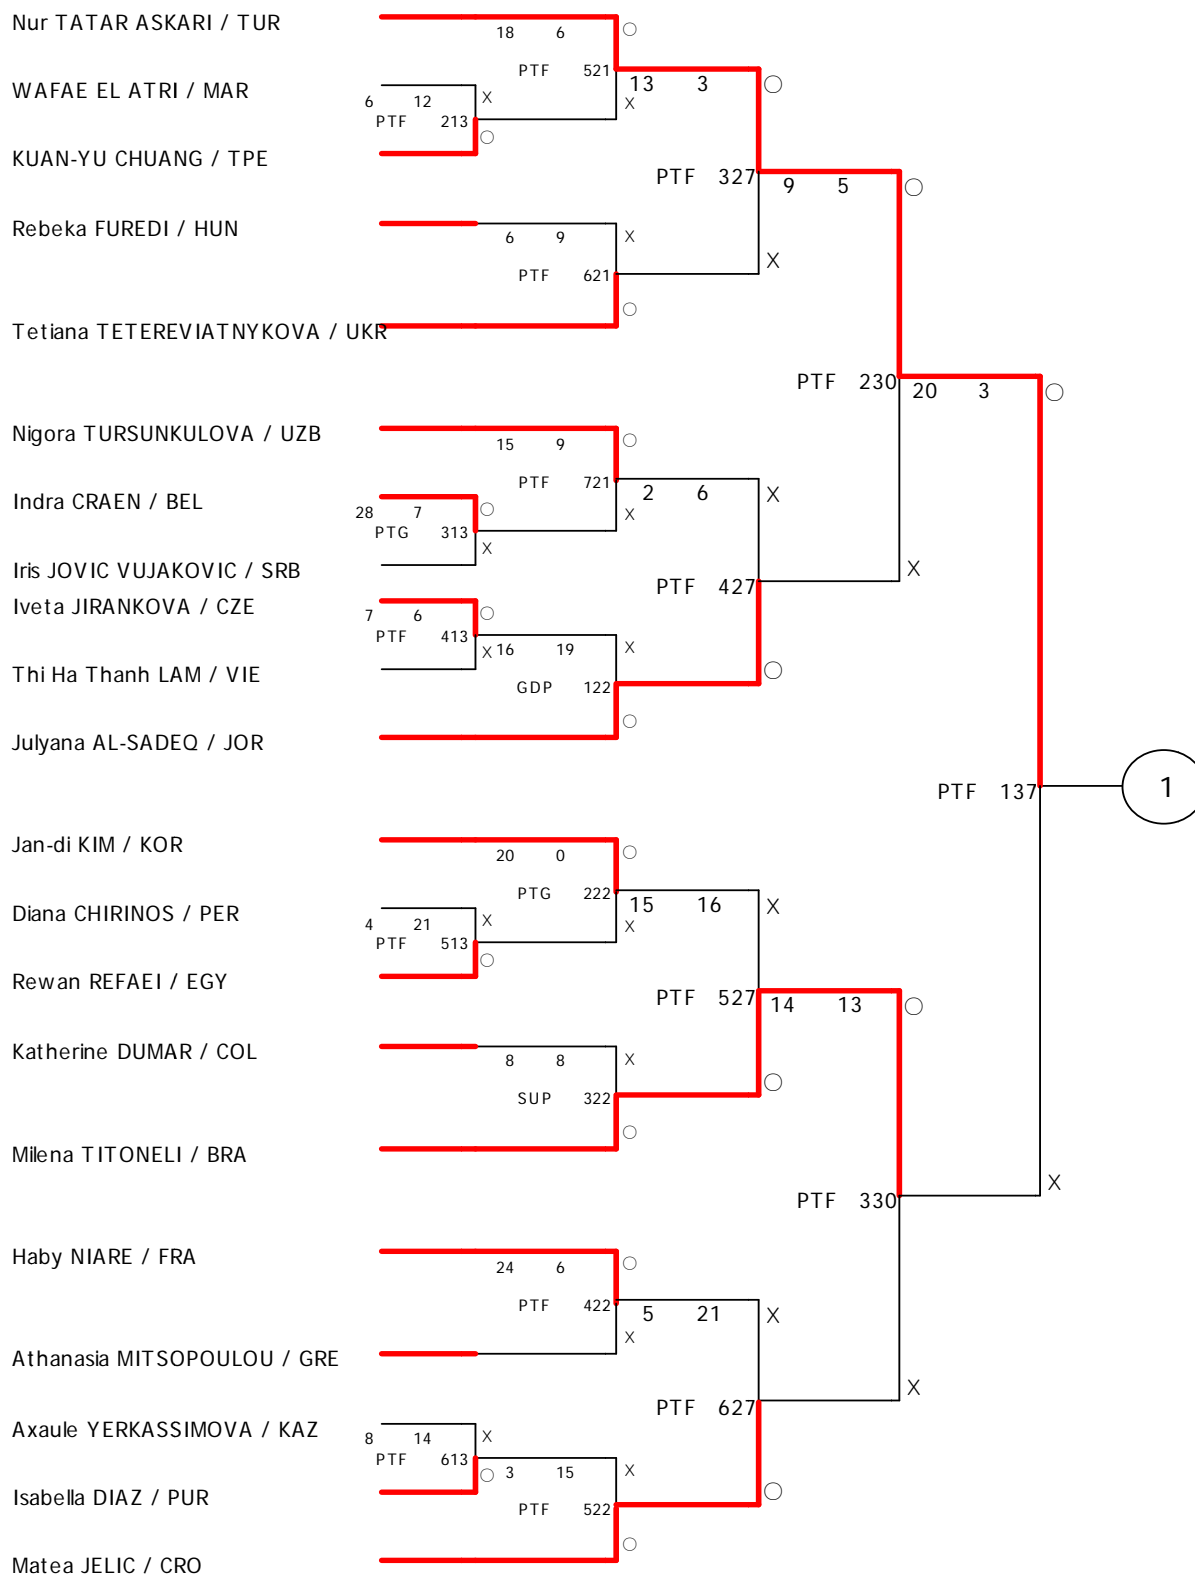 Nur TATAR ASKARI / TUR
18 6
PTF 521
13 3
WAFAE EL ATRI / MAR
6 12
X
X
PTF 213
KUAN-YU CHUANG / TPE
PTF 327
9 5
Rebeka FUREDI / HUN
6 9
X
X
PTF 621
Tetiana TETEREVIATNYKOVA / UKR
PTF 230
20 3
Nigora TURSUNKULOVA / UZB
15 9
PTF 721
2 6
X
Indra CRAEN / BEL
28 7
X
PTG 313
X
Iris JOVIC VUJAKOVIC / SRB
X
PTF 427
Iveta JIRANKOVA / CZE
7 6
PTF 413
X
16 19
X
Thi Ha Thanh LAM / VIE
GDP 122
Julyana AL-SADEQ / JOR
PTF 137
1
Jan-di KIM / KOR
20 0
PTG 222
15 16
X
Diana CHIRINOS / PER
4 21
X
X
PTF 513
Rewan REFAEI / EGY
PTF 527
14 13
Katherine DUMAR / COL
8 8
X
SUP 322
Milena TITONELI / BRA
X
PTF 330
Haby NIARE / FRA
24 6
PTF 422
5 21
X
X
Athanasia MITSOPOULOU / GRE
X
PTF 627
Axaule YERKASSIMOVA / KAZ
8 14
X
PTF 613
3 15
X
Isabella DIAZ / PUR
PTF 522
Matea JELIC / CRO